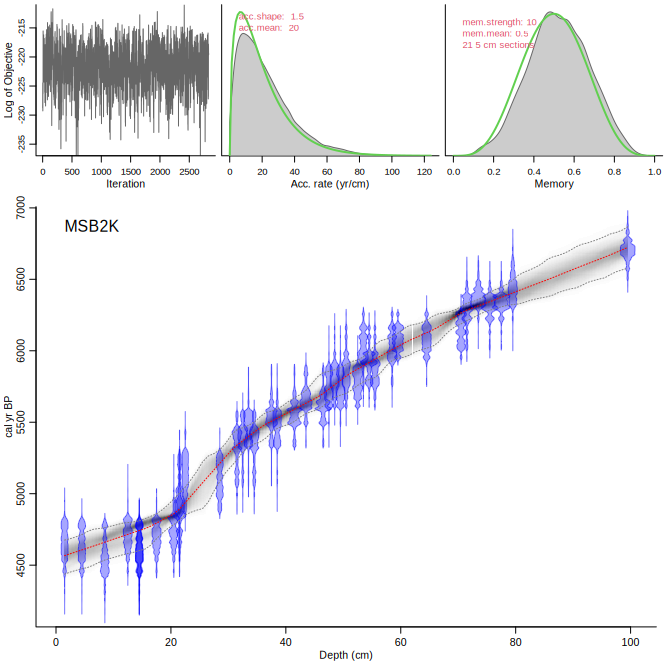 -215
-220
-225
-230
-235
Log of Objective
0 500 1000 1500 2000 2500
Iteration
acc.shape: 1.5
acc.mean: 20
0 20 40 60 80 100 120
Acc. rate (yr/cm)
mem.strength: 10
mem.mean: 0.5
21 5 cm sections
0.0 0.2 0.4 0.6 0.8 1.0
Memory
MSB2K
7000
6500
6000
5500
5000
4500
cal yr BP
0 20 40 60 80 100
Depth (cm)